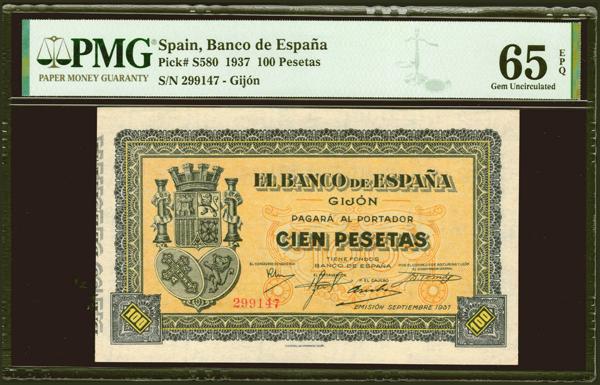 PMG
PAPER MONEY GUARANTY
Spain, Banco de España
Pick# S580 1937 100 Pesetas
S/N 299147 - Gijón
65 EPQ
Gem Uncirculated
EL BANCO DE ESPAÑA
GIJÓN
PAGARÁ AL PORTADOR
CIEN PESETAS
TIENE FONDOS
BANCO DE ESPAÑA
EL CAJERO
299147
EMISIÓN SEPTIEMBRE 1937
100
100